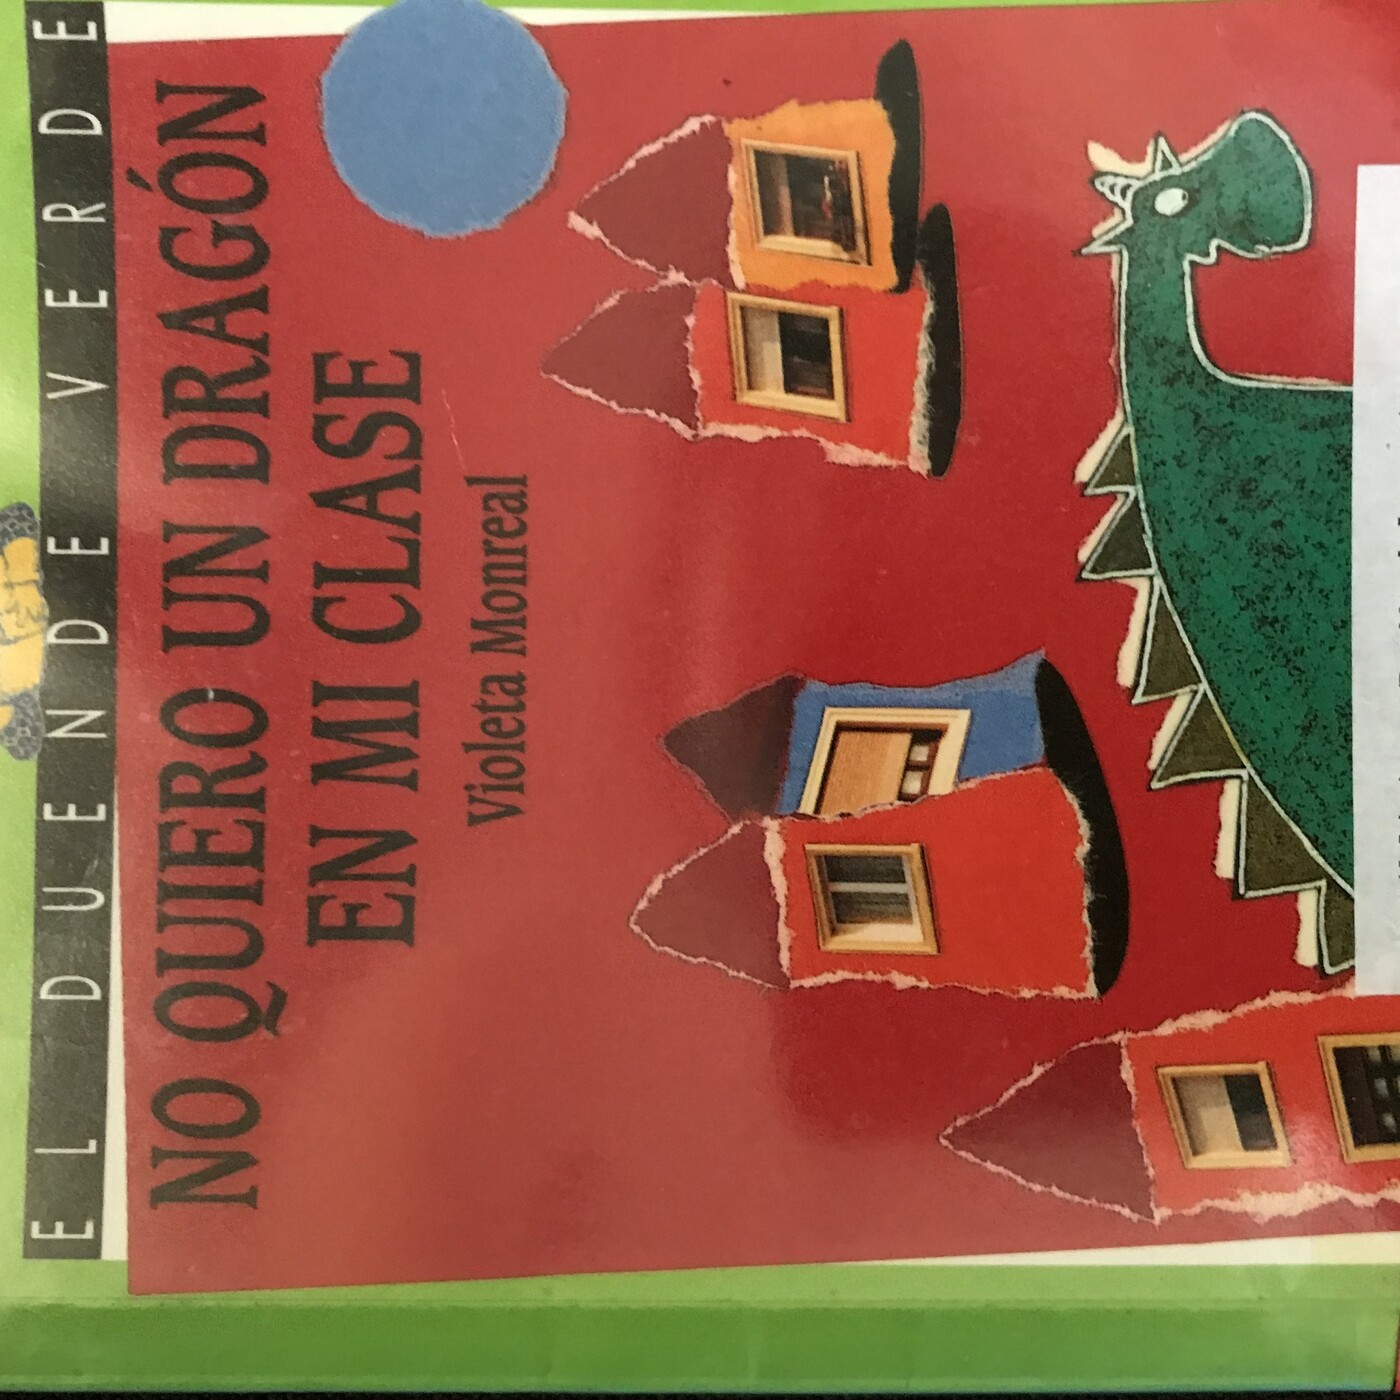 EL DUENDE VERDE
NO QUIERO UN DRAGÓN
EN MI CLASE
Violeta Monreal